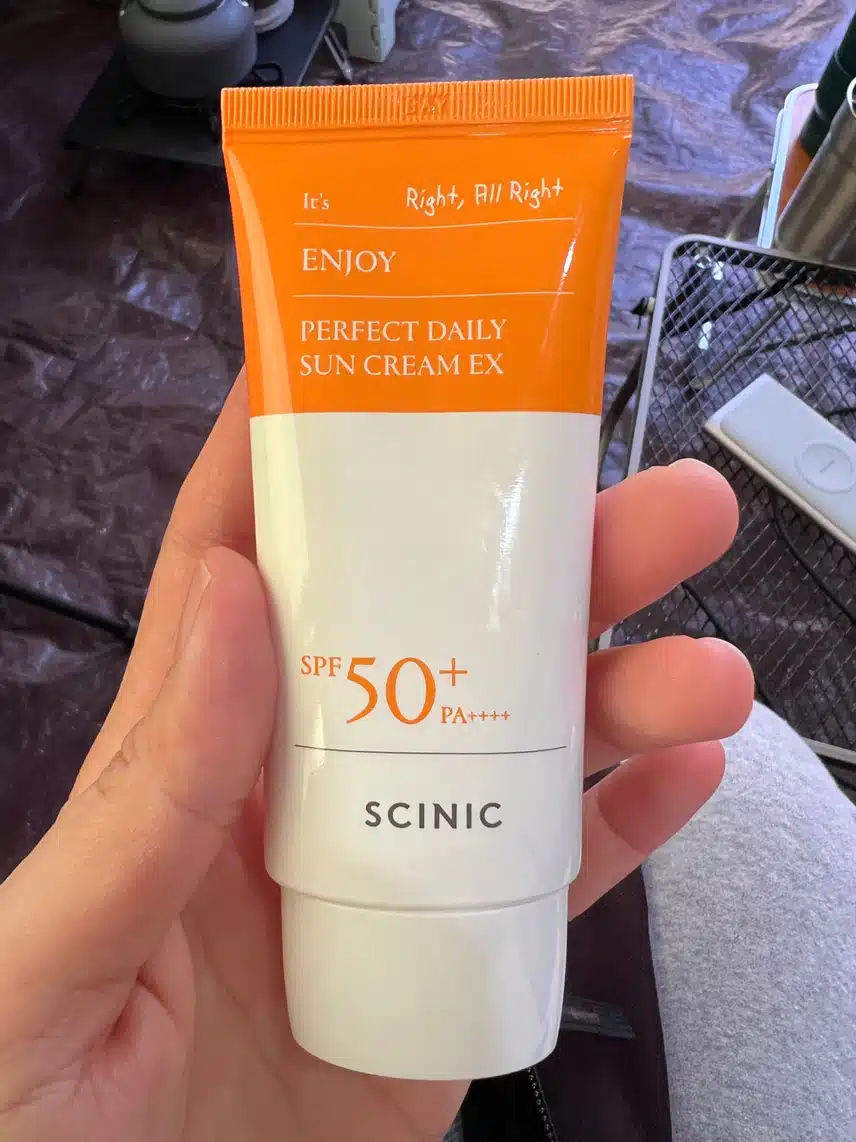 It's Right, All Right
ENJOY
PERFECT DAILY
SUN CREAM EX
SPF 50+
PA++++
SCINIC